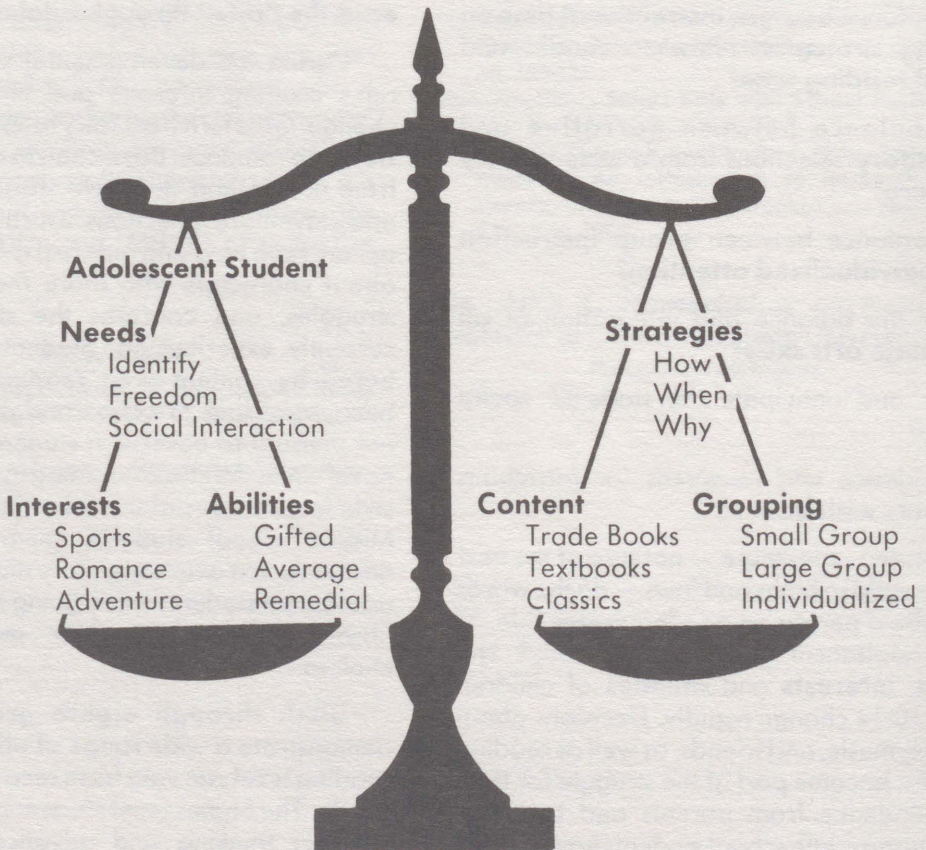 Adolescent Student
Needs
Identify
Freedom
Social Interaction
Interests
Sports
Romance
Adventure
Abilities
Gifted
Average
Remedial
Strategies
How
When
Why
Content
Trade Books
Textbooks
Classics
Grouping
Small Group
Large Group
Individualized